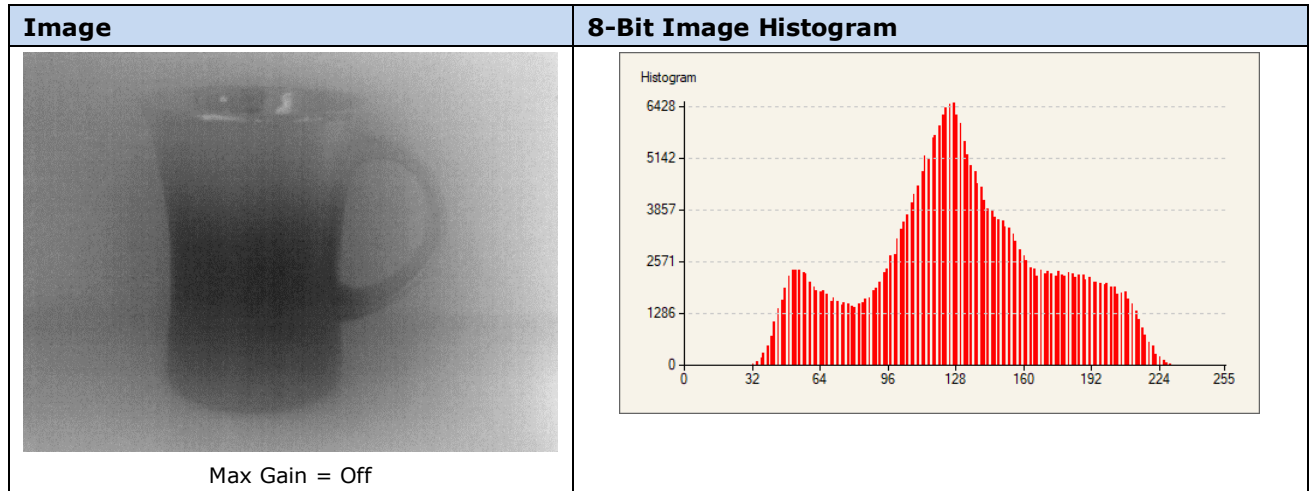 Image
8-Bit Image Histogram
Histogram
6428
5142
3857
2571
1286
0
0 32 64 96 128 160 192 224 255
Max Gain = Off